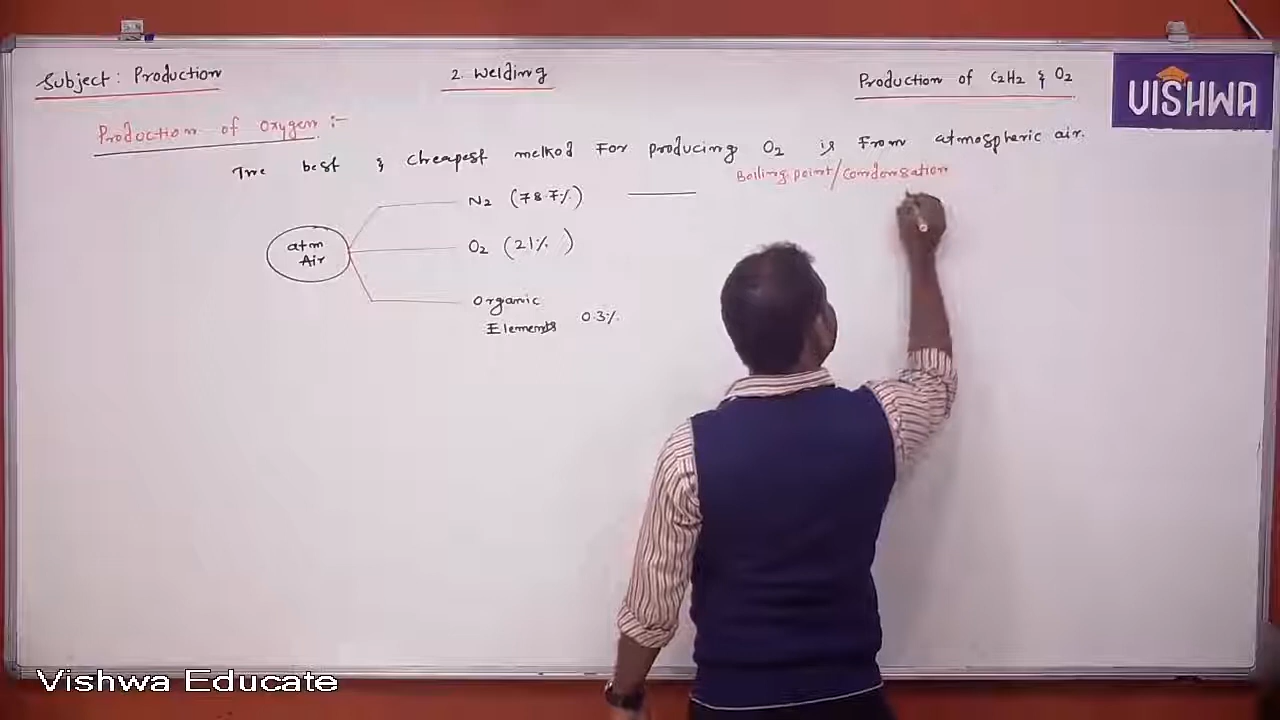 Subject: Production
2. Welding
Production of C2H2 & O2
VISHWA
Production of Oxygen :-
The best & cheapest method For producing O2 is From atmospheric air.
Boiling point/Condensation
N2 (78.7%)
atm
Air
O2 (21% )
Organic
Elements 0.3%
Vishwa Educate